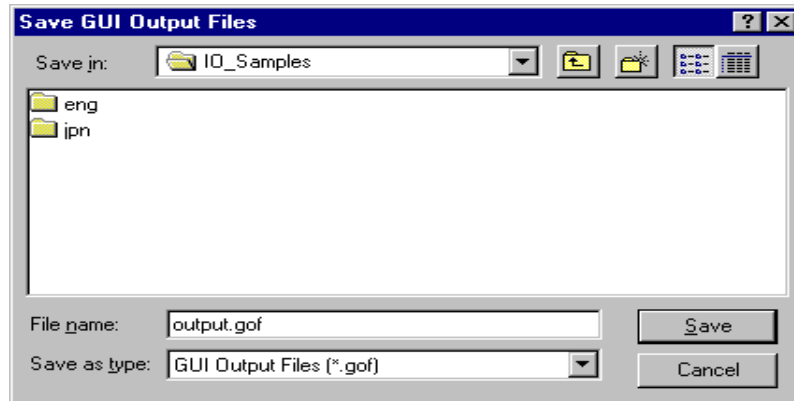 Save GUI Output Files
Save in: IO_Samples
eng
jpn
File name: output.gof Save
Save as type: GUI Output Files (*.gof) Cancel